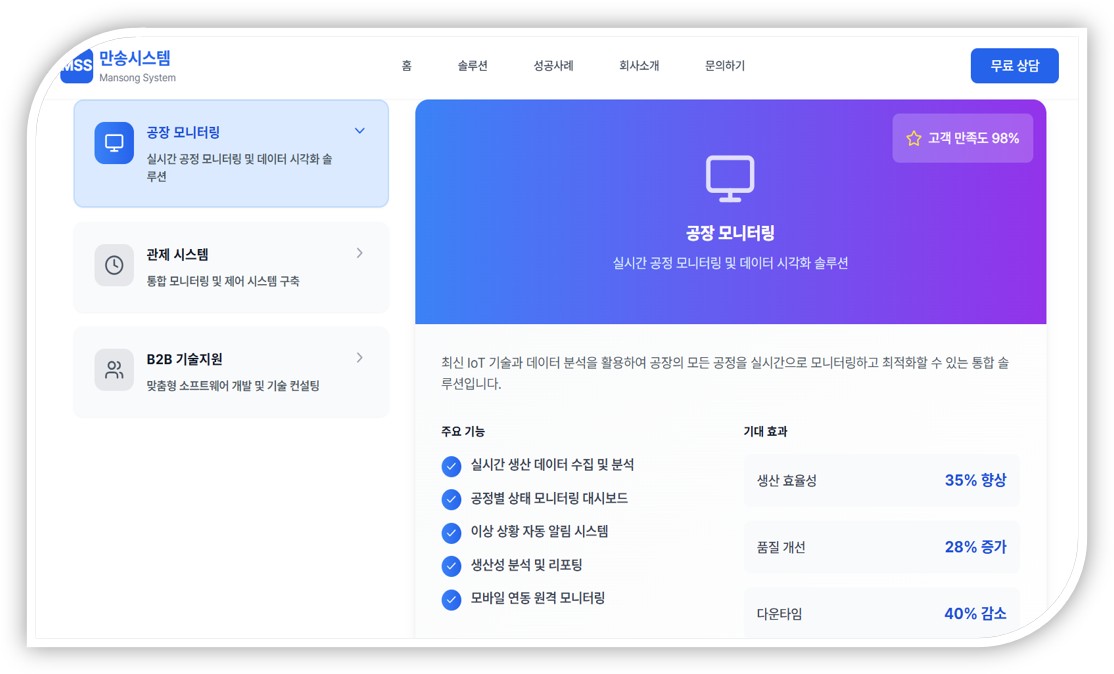 MSS
만송시스템
Mansong System
홈
솔루션
성공사례
회사소개
문의하기
무료 상담
공장 모니터링
실시간 공정 모니터링 및 데이터 시각화 솔
루션
관제 시스템
통합 모니터링 및 제어 시스템 구축
B2B 기술지원
맞춤형 소프트웨어 개발 및 기술 컨설팅
고객 만족도 98%
공장 모니터링
실시간 공정 모니터링 및 데이터 시각화 솔루션
최신 IoT 기술과 데이터 분석을 활용하여 공장의 모든 공정을 실시간으로 모니터링하고 최적화할 수 있는 통합 솔
루션입니다.
주요 기능
실시간 생산 데이터 수집 및 분석
공정별 상태 모니터링 대시보드
이상 상황 자동 알림 시스템
생산성 분석 및 리포팅
모바일 연동 원격 모니터링
기대 효과
생산 효율성 35% 향상
품질 개선 28% 증가
다운타임 40% 감소